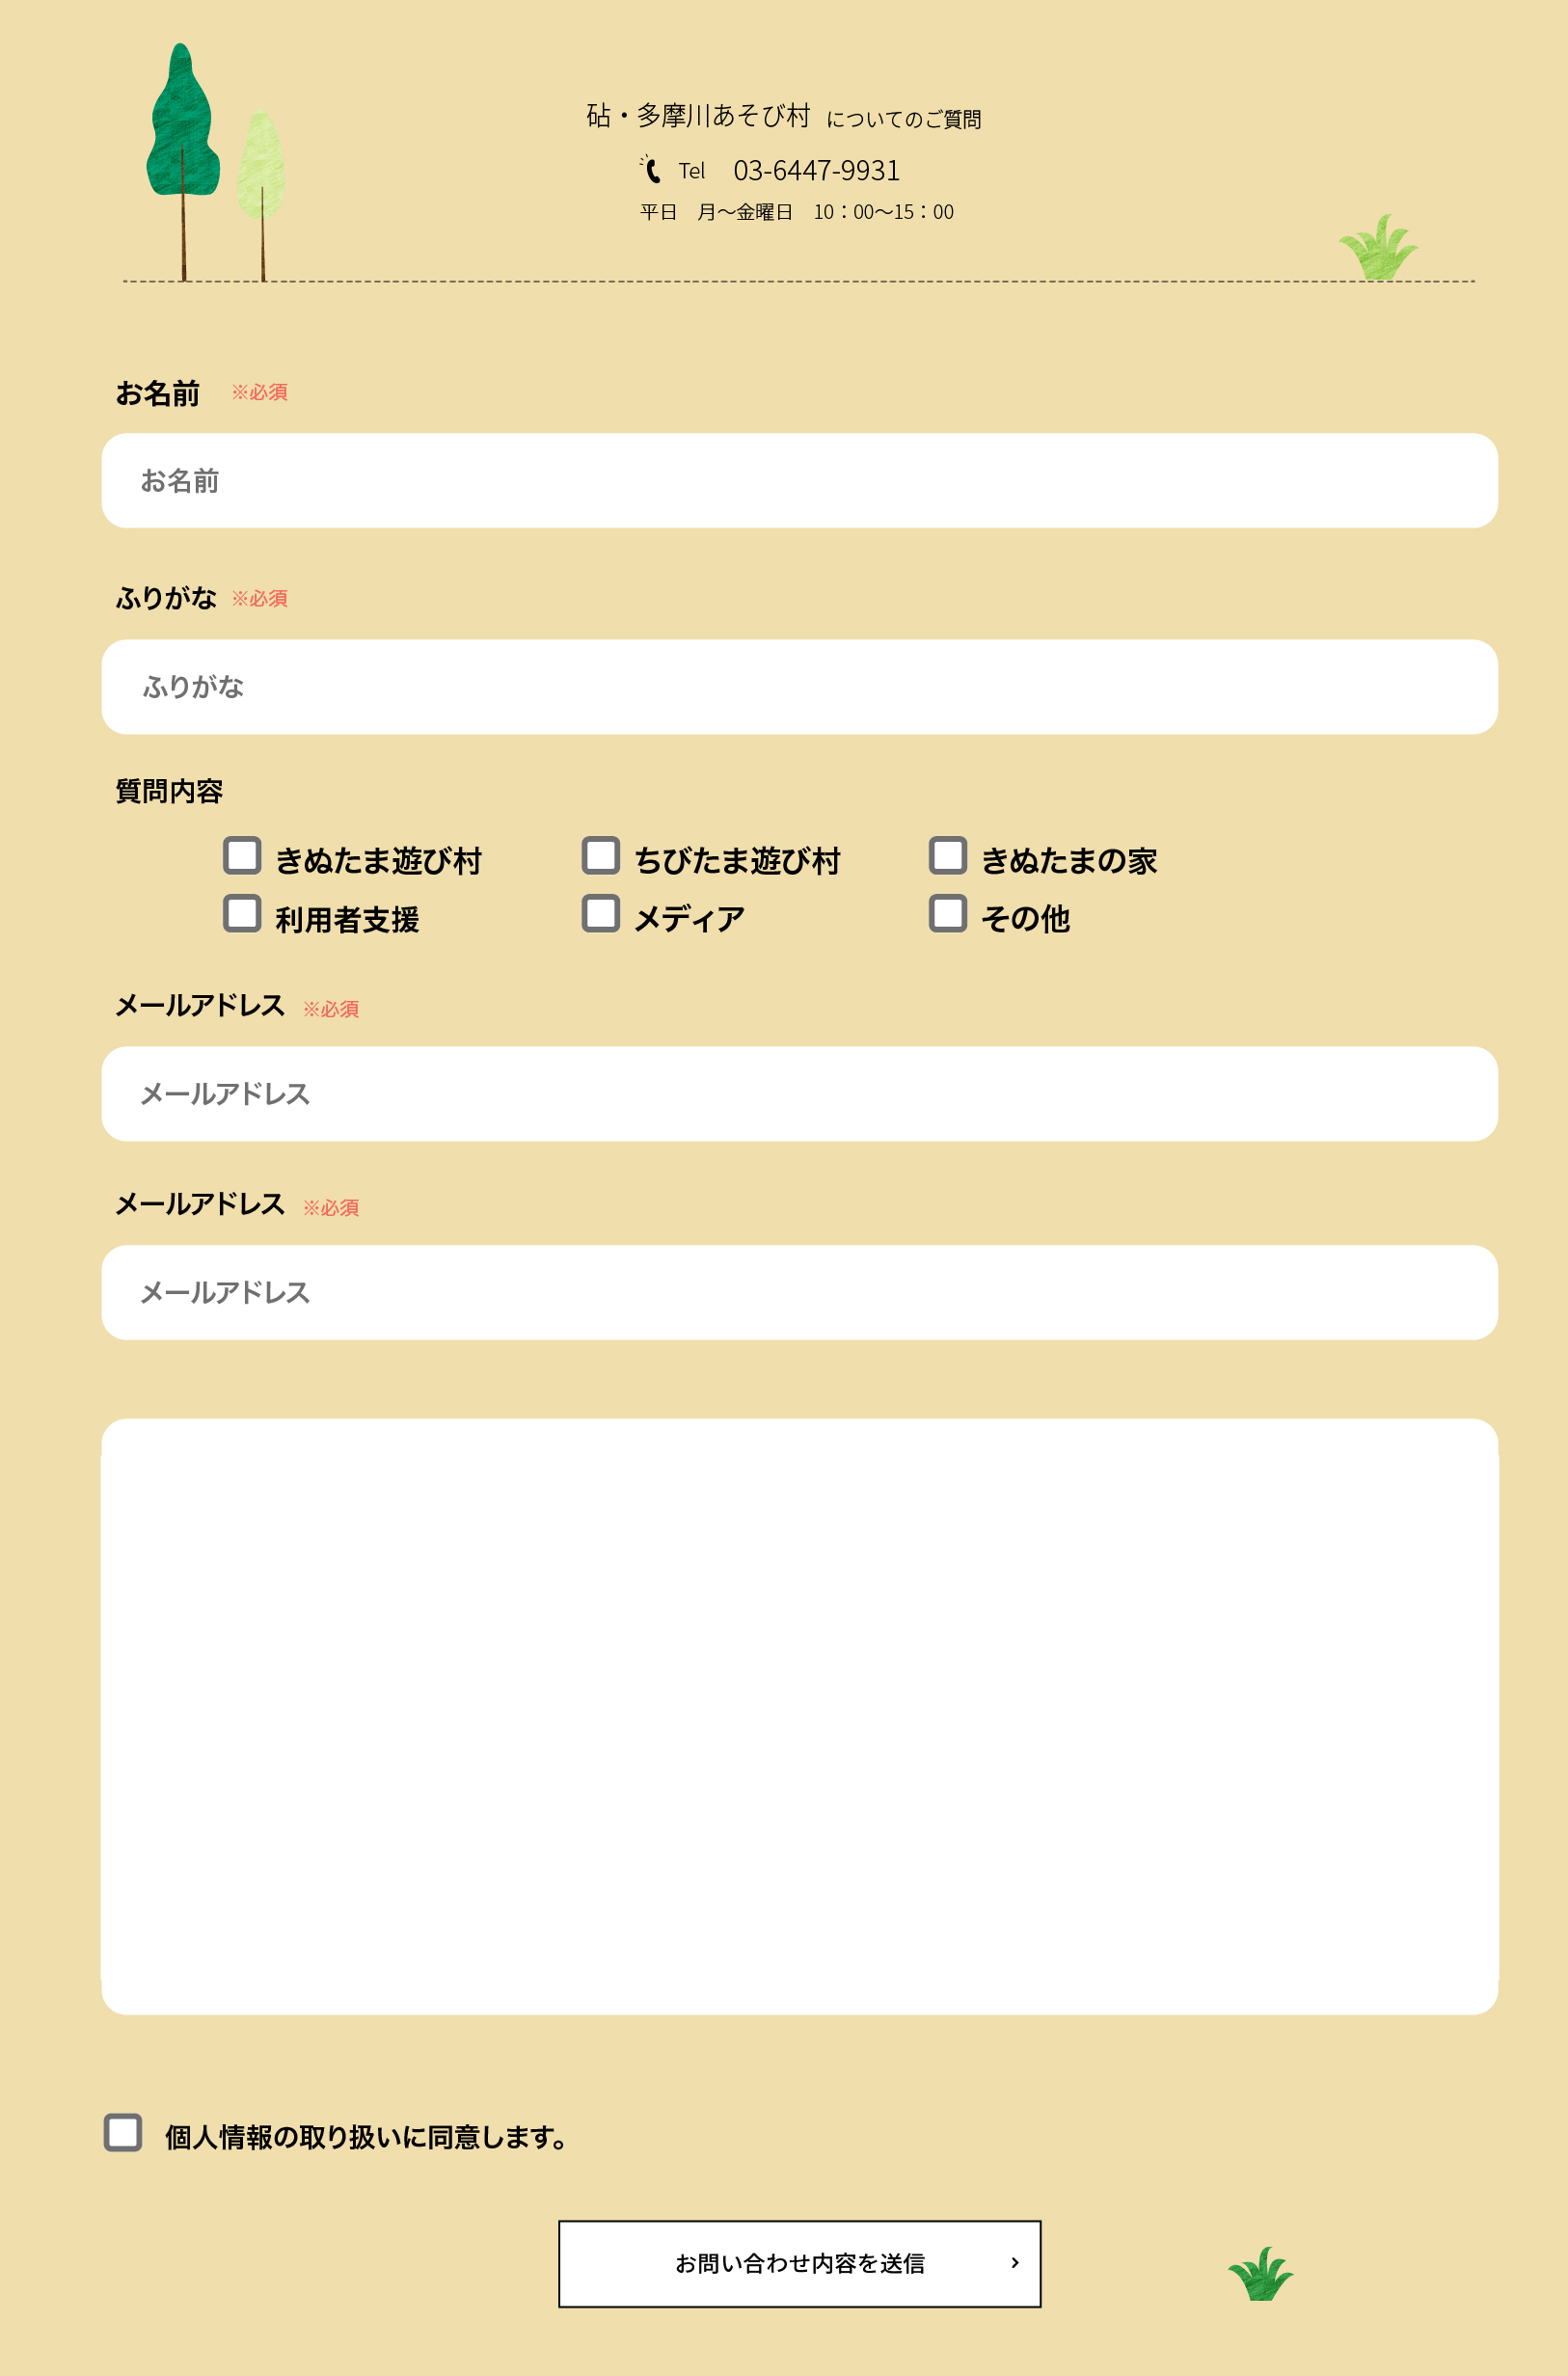 砧・多摩川あそび村 についてのご質問
Tel 03-6447-9931
平日 月〜金曜日 10：00〜15：00
お名前 ※必須
お名前
ふりがな ※必須
ふりがな
質問内容
きぬたま遊び村 ちびたま遊び村 きぬたまの家
利用者支援 メディア その他
メールアドレス ※必須
メールアドレス
メールアドレス ※必須
メールアドレス
個人情報の取り扱いに同意します。
お問い合わせ内容を送信